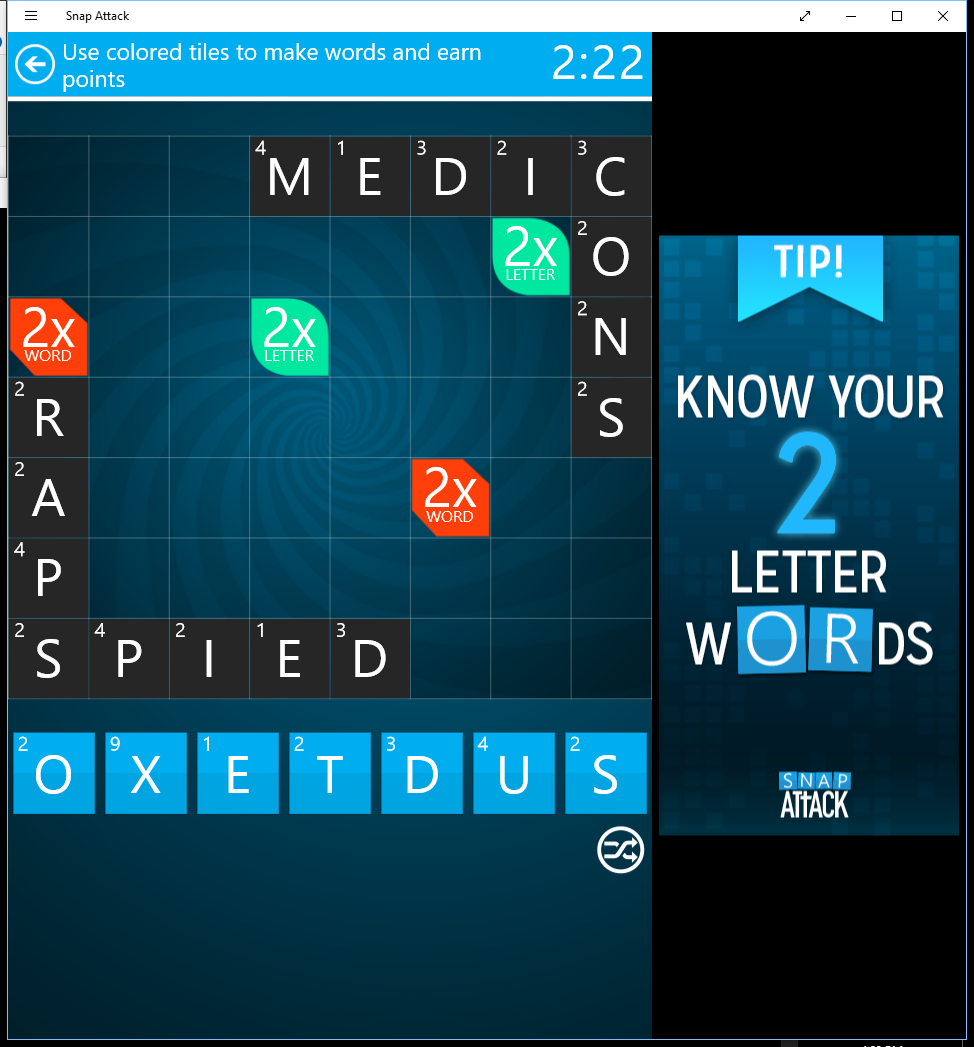 Snap Attack
Use colored tiles to make words and earn
points
2:22
4 M 1 E 3 D 2 I 3 C
2x
LETTER
2 O
2x
WORD
2x
LETTER
2 N
2 R
2 S
2 A
2x
WORD
4 P
2 S 4 P 2 I 1 E 3 D
2 O 9 X 1 E 2 T 3 D 4 U 2 S
TIP!
KNOW YOUR
2
LETTER
WORDS
SNAP
ATTACK